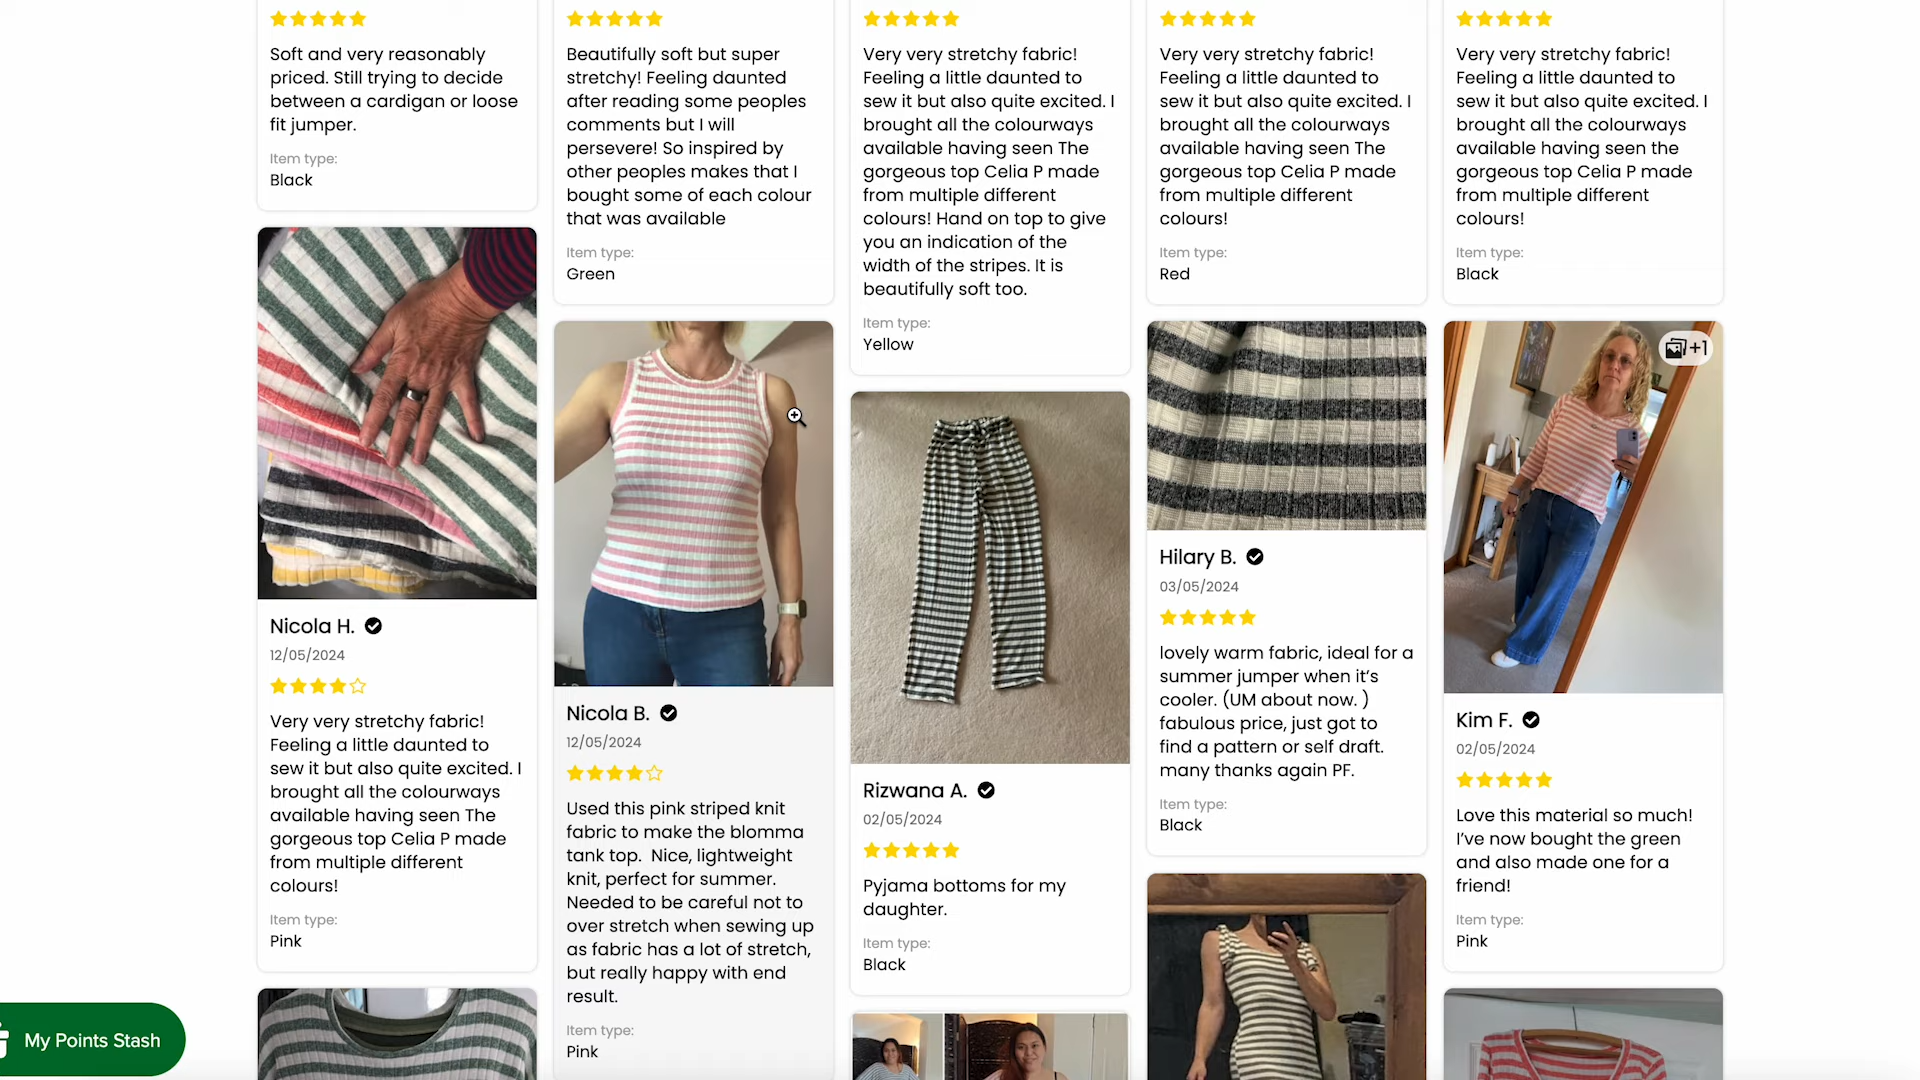 Soft and very reasonably
priced. Still trying to decide
between a cardigan or loose
fit jumper.
Item type:
Black
Nicola H.
12/05/2024
Very very stretchy fabric!
Feeling a little daunted to
sew it but also quite excited. I
brought all the colourways
available having seen The
gorgeous top Celia P made
from multiple different
colours!
Item type:
Pink
Beautifully soft but super
stretchy! Feeling daunted
after reading some peoples
comments but I will
persevere! So inspired by
other peoples makes that I
bought some of each colour
that was available
Item type:
Green
Nicola B.
12/05/2024
Used this pink striped knit
fabric to make the blomma
tank top. Nice, lightweight
knit, perfect for summer.
Needed to be careful not to
over stretch when sewing up
as fabric has a lot of stretch,
but really happy with end
result.
Item type:
Pink
Very very stretchy fabric!
Feeling a little daunted to
sew it but also quite excited. I
brought all the colourways
available having seen The
gorgeous top Celia P made
from multiple different
colours! Hand on top to give
you an indication of the
width of the stripes. It is
beautifully soft too.
Item type:
Yellow
Rizwana A.
02/05/2024
Pyjama bottoms for my
daughter.
Item type:
Black
Very very stretchy fabric!
Feeling a little daunted to
sew it but also quite excited. I
brought all the colourways
available having seen The
gorgeous top Celia P made
from multiple different
colours!
Item type:
Red
Hilary B.
03/05/2024
lovely warm fabric, ideal for a
summer jumper when it's
cooler. (UM about now. )
fabulous price, just got to
find a pattern or self draft.
many thanks again PF.
Item type:
Black
Very very stretchy fabric!
Feeling a little daunted to
sew it but also quite excited. I
brought all the colourways
available having seen the
gorgeous top Celia P made
from multiple different
colours!
Item type:
Black
+1
Kim F.
02/05/2024
Love this material so much!
I've now bought the green
and also made one for a
friend!
Item type:
Pink
My Points Stash